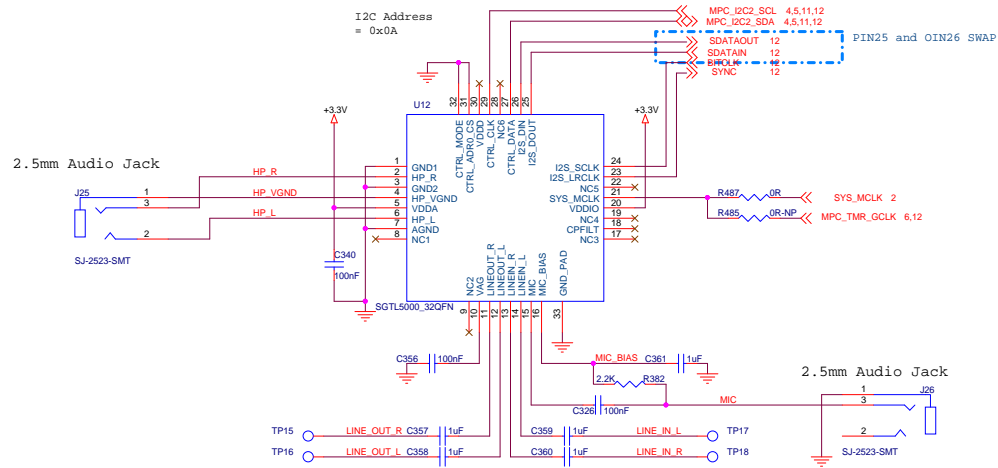 I2C Address
= 0x0A
MPC_I2C2_SCL 4,5,11,12
MPC_I2C2_SDA 4,5,11,12
SDATAOUT 12
SDATAIN 12
BITCLK 12
SYNC 12
PIN25 and OIN26 SWAP
U12
+3.3V
+3.3V
32
31
30
29
28
27
26
25
CTRL_MODE
CTRL_ADR0_CS
VDDD
CTRL_CLK
NC6
CTRL_DATA
I2S_DIN
I2S_DOUT
2.5mm Audio Jack
J25
1
3
2
SJ-2523-SMT
HP_R
HP_VGND
HP_L
1 GND1
2 HP_R
3 GND2
4 HP_VGND
5 VDDA
6 HP_L
7 AGND
8 NC1
I2S_SCLK 24
I2S_LRCLK 23
NC5 22
SYS_MCLK 21
VDDIO 20
NC4 19
CPFILT 18
NC3 17
R487 0R
SYS_MCLK 2
R485 0R-NP
MPC_TMR_GCLK 6,12
C340
100nF
NC2
VAG
LINEOUT_R
LINEOUT_L
LINEIN_R
LINEIN_L
MIC
MIC_BIAS
GND_PAD
SGTL5000_32QFN
9
10
11
12
13
14
15
16
33
C356 100nF
MIC_BIAS C361 1uF
2.2K R382
C326 100nF
MIC
2.5mm Audio Jack
J26
1
3
2
SJ-2523-SMT
TP15 LINE_OUT_R C357 1uF
C359 1uF LINE_IN_L TP17
TP16 LINE_OUT_L C358 1uF
C360 1uF LINE_IN_R TP18